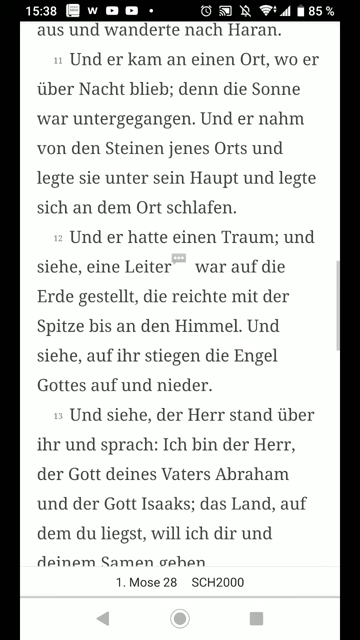 15:38
85 %
aus und wanderte nach Haran.
11 Und er kam an einen Ort, wo er
über Nacht blieb; denn die Sonne
war untergegangen. Und er nahm
von den Steinen jenes Orts und
legte sie unter sein Haupt und legte
sich an dem Ort schlafen.
12 Und er hatte einen Traum; und
siehe, eine Leiter war auf die
Erde gestellt, die reichte mit der
Spitze bis an den Himmel. Und
siehe, auf ihr stiegen die Engel
Gottes auf und nieder.
13 Und siehe, der Herr stand über
ihr und sprach: Ich bin der Herr,
der Gott deines Vaters Abraham
und der Gott Isaaks; das Land, auf
dem du liegst, will ich dir und
deinem Samen geben
1. Mose 28 SCH2000